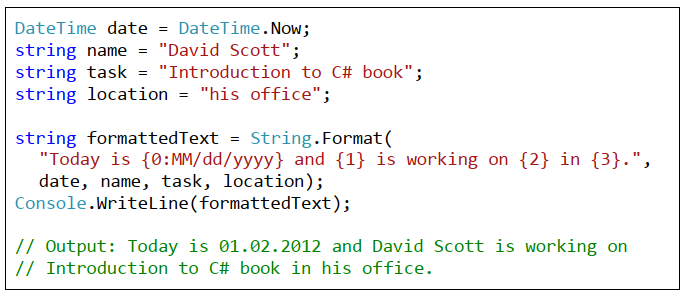 DateTime date = DateTime.Now;
string name = "David Scott";
string task = "Introduction to C# book";
string location = "his office";

string formattedText = String.Format(
  "Today is {0:MM/dd/yyyy} and {1} is working on {2} in {3}.",
  date, name, task, location);
Console.WriteLine(formattedText);

// Output: Today is 01.02.2012 and David Scott is working on
// Introduction to C# book in his office.